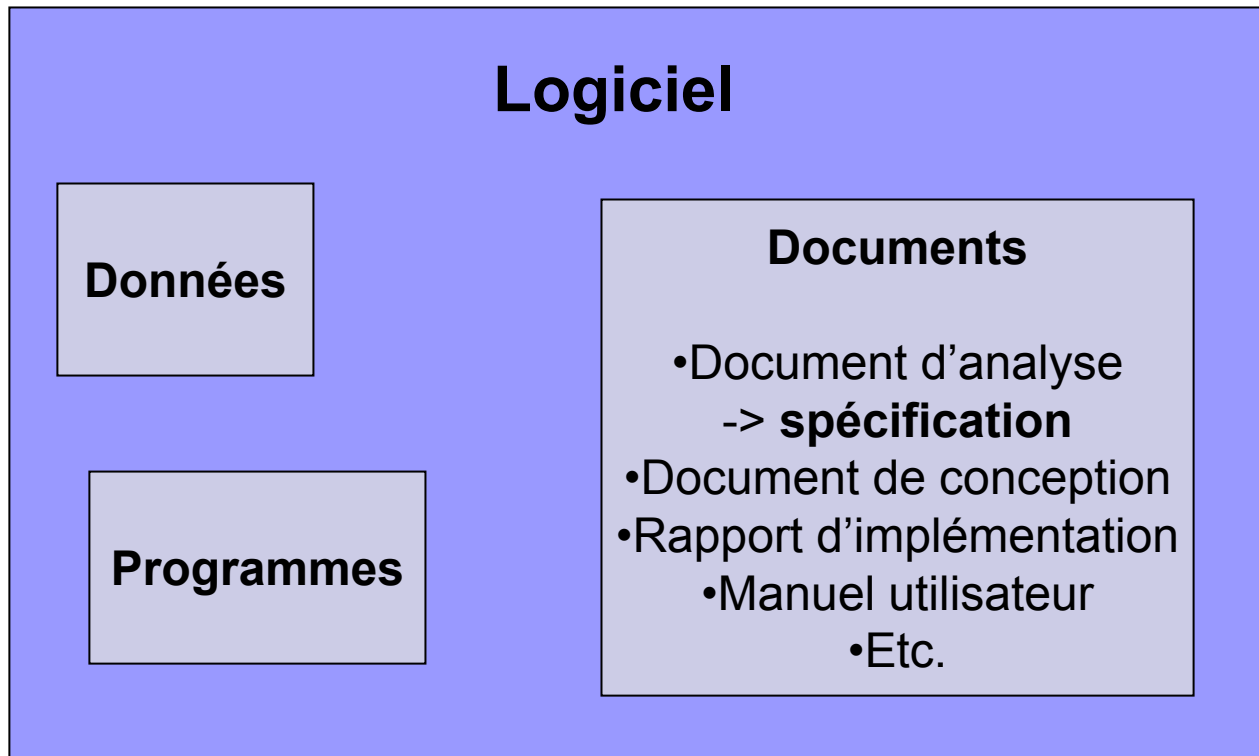 Logiciel
Données
Programmes
Documents
•Document d’analyse
-> spécification
•Document de conception
•Rapport d’implémentation
•Manuel utilisateur
•Etc.